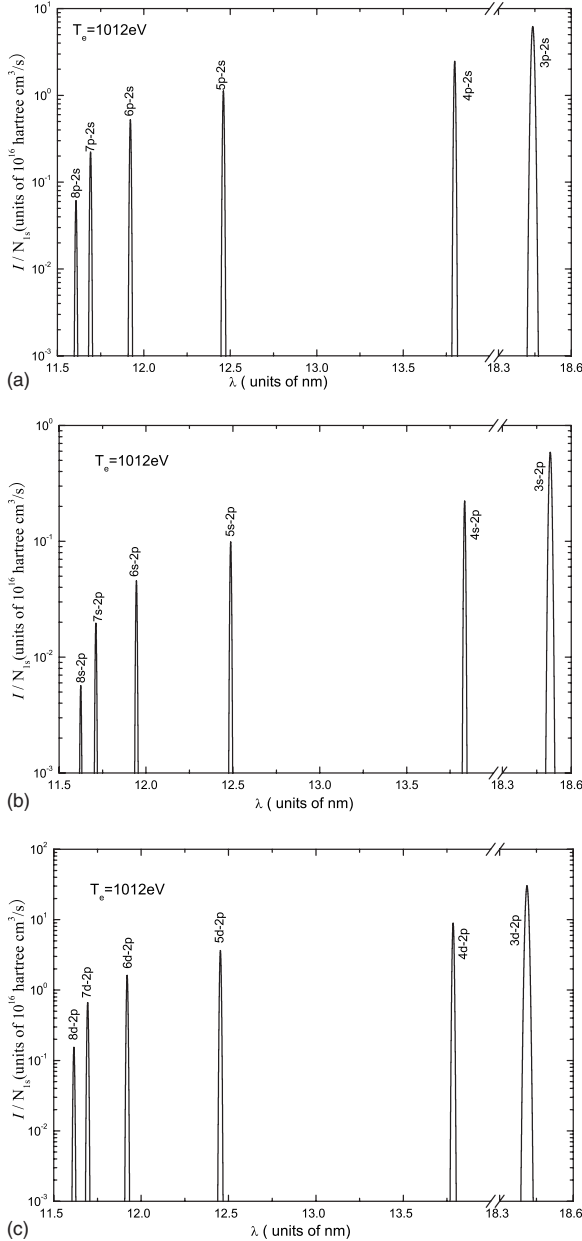 T_e=1012eV
10^1
10^0
10^-1
10^-2
10^-3
I / N_1s(units of 10^16 hartree cm^3/s)
8p-2s
7p-2s
6p-2s
5p-2s
4p-2s
3p-2s
11.5 12.0 12.5 13.0 13.5 18.3 18.6
λ ( units of nm)
(a)
T_e=1012eV
10^0
10^-1
10^-2
10^-3
I / N_1s(units of 10^16 hartree cm^3/s)
8s-2p
7s-2p
6s-2p
5s-2p
4s-2p
3s-2p
11.5 12.0 12.5 13.0 13.5 18.3 18.6
λ ( units of nm)
(b)
T_e=1012eV
10^2
10^1
10^0
10^-1
10^-2
10^-3
I / N_1s(units of 10^16 hartree cm^3/s)
8d-2p
7d-2p
6d-2p
5d-2p
4d-2p
3d-2p
11.5 12.0 12.5 13.0 13.5 18.3 18.6
λ ( units of nm)
(c)